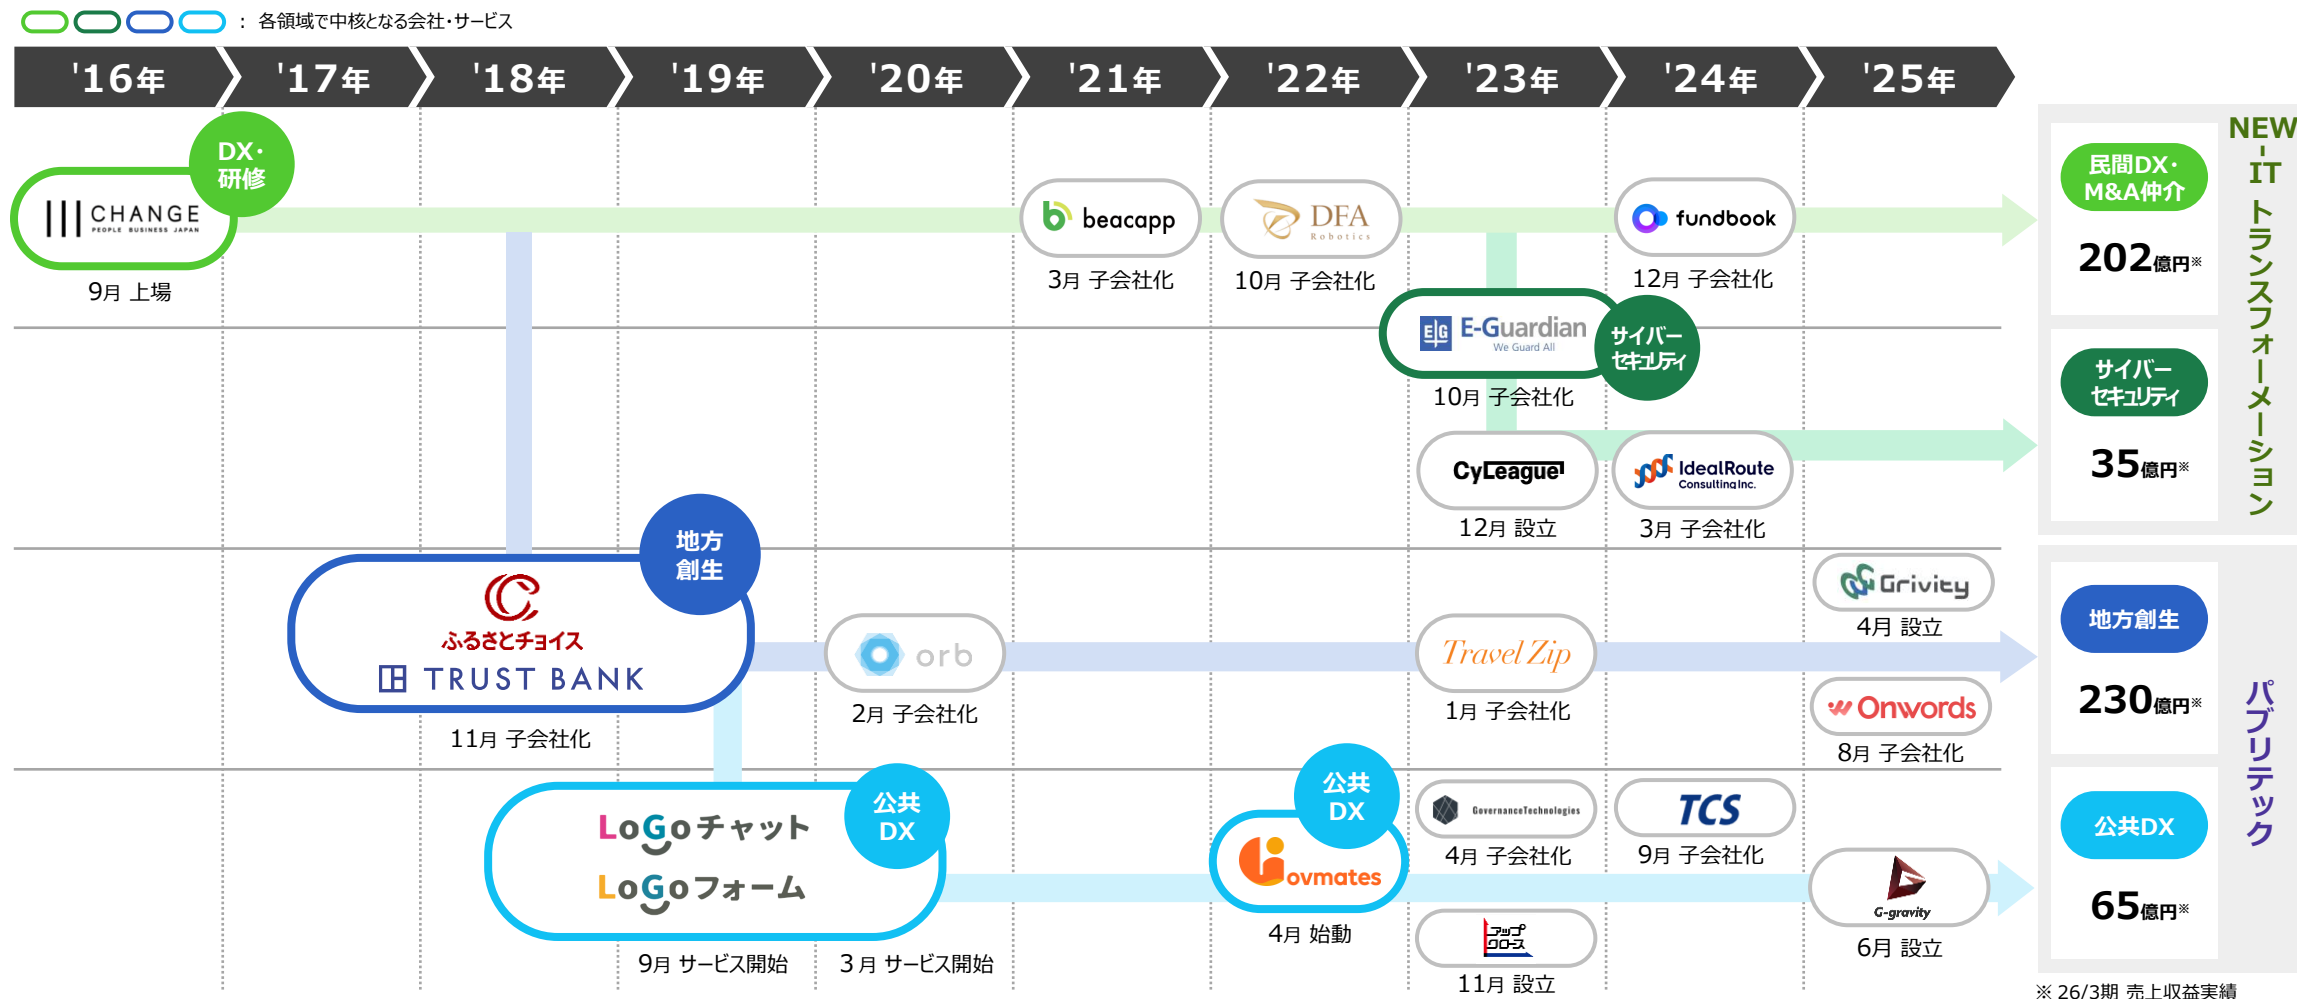 : 各領域で中核となる会社・サービス
'16年 '17年 '18年 '19年 '20年 '21年 '22年 '23年 '24年 '25年
DX・
研修
CHANGE
PEOPLE BUSINESS JAPAN
9月 上場
beacapp
3月 子会社化
DFA
Robotics
10月 子会社化
fundbook
12月 子会社化
E|G E-Guardian
We Guard All
サイバー
セキュリティ
10月 子会社化
CyLeague
12月 設立
IdealRoute
Consulting Inc.
3月 子会社化
地方
創生
ふるさとチョイス
TRUST BANK
11月 子会社化
orb
2月 子会社化
Travel Zip
1月 子会社化
Grivity
4月 設立
Onwords
8月 子会社化
公共
DX
LoGoチャット
LoGoフォーム
9月 サービス開始
3月 サービス開始
公共
DX
Govmates
4月 始動
GovernanceTechnologies
4月 子会社化
アップ
クロース
11月 設立
TCS
9月 子会社化
G-gravity
6月 設立
民間DX・
M&A仲介
202億円※
サイバー
セキュリティ
35億円※
NEW-ITトランスフォーメーション
地方創生
230億円※
公共DX
65億円※
パブリテック
※ 26/3期 売上収益実績